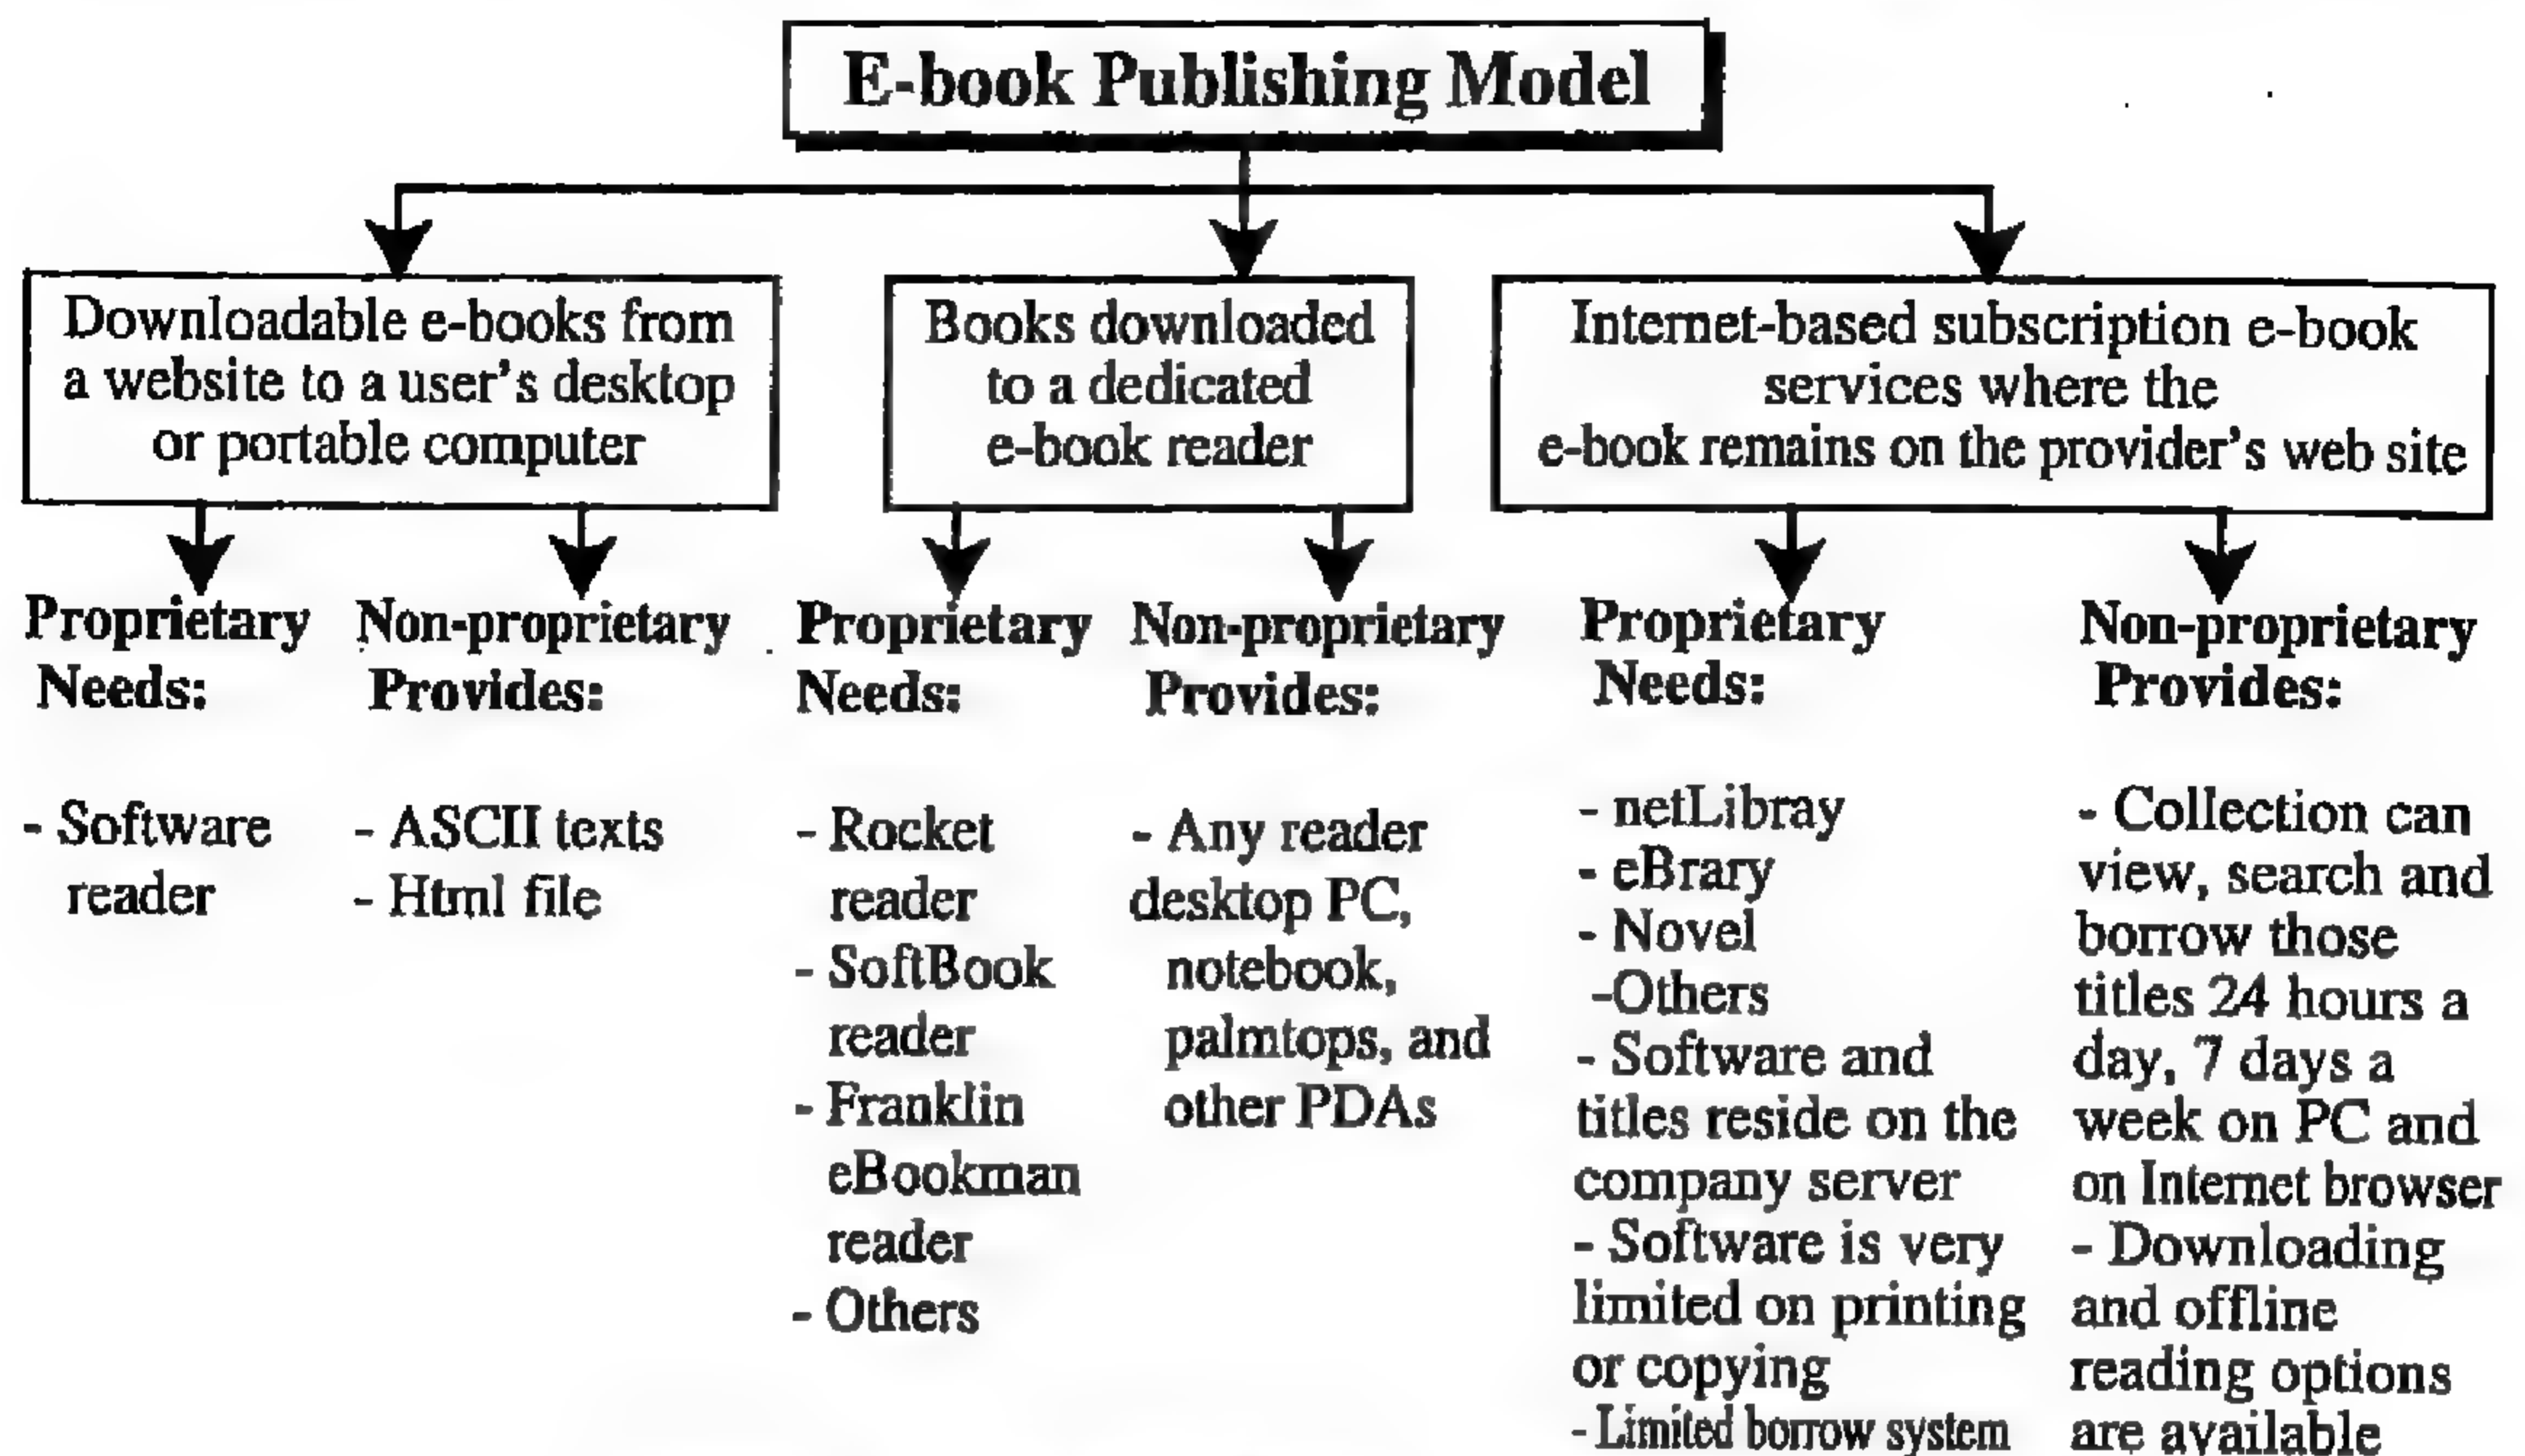 E-book Publishing Model
Downloadable e-books from
a website to a user's desktop
or portable computer
Books downloaded
to a dedicated
e-book reader
Internet-based subscription e-book
services where the
e-book remains on the provider's web site
Proprietary
Needs:
- Software
reader
Non-proprietary
Provides:
- ASCII texts
- Html file
Proprietary
Needs:
- Rocket
reader
- SoftBook
reader
- Franklin
eBookman
reader
- Others
Non-proprietary
Provides:
- Any reader
desktop PC,
notebook,
palmtops, and
other PDAs
Proprietary
Needs:
- netLibray
- eBrary
- Novel
-Others
- Software and
titles reside on the
company server
- Software is very
limited on printing
or copying
- Limited borrow system
Non-proprietary
Provides:
- Collection can
view, search and
borrow those
titles 24 hours a
day, 7 days a
week on PC and
on Internet browser
- Downloading
and offline
reading options
are available